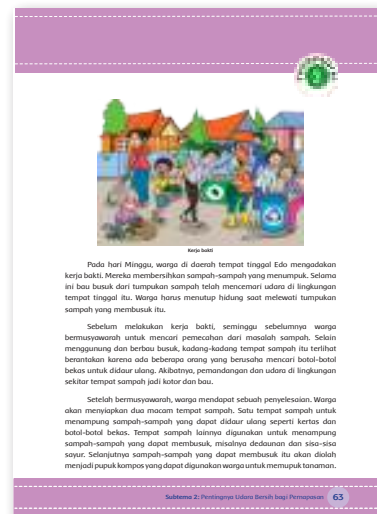 Kerja bakti
Pada hari Minggu, warga di daerah tempat tinggal Edo mengadakan
kerja bakti. Mereka membersihkan sampah-sampah yang menumpuk. Selama
ini bau busuk dari tumpukan sampah telah mencemari udara di lingkungan
tempat tinggal itu. Warga harus menutup hidung saat melewati tumpukan
sampah yang membusuk itu.
Sebelum melakukan kerja bakti, seminggu sebelumnya warga
bermusyawarah untuk mencari pemecahan dari masalah sampah. Selain
menggunung dan berbau busuk, kadang-kadang tempat sampah itu terlihat
berantakan karena ada beberapa orang yang berusaha mencari botol-botol
bekas untuk didaur ulang. Akibatnya, pemandangan dan udara di lingkungan
sekitar tempat sampah jadi kotor dan bau.
Setelah bermusyawarah, warga mendapat sebuah penyelesaian. Warga
akan menyiapkan dua macam tempat sampah. Satu tempat sampah untuk
menampung sampah-sampah yang dapat didaur ulang seperti kertas dan
botol-botol bekas. Tempat sampah lainnya digunakan untuk menampung
sampah-sampah yang dapat membusuk, misalnya dedaunan dan sisa-sisa
sayur. Selanjutnya sampah-sampah yang dapat membusuk itu akan diolah
menjadi pupuk kompos yang dapat digunakan warga untuk memupuk tanaman.
Subtema 2: Pentingnya Udara Bersih bagi Pernapasan 63